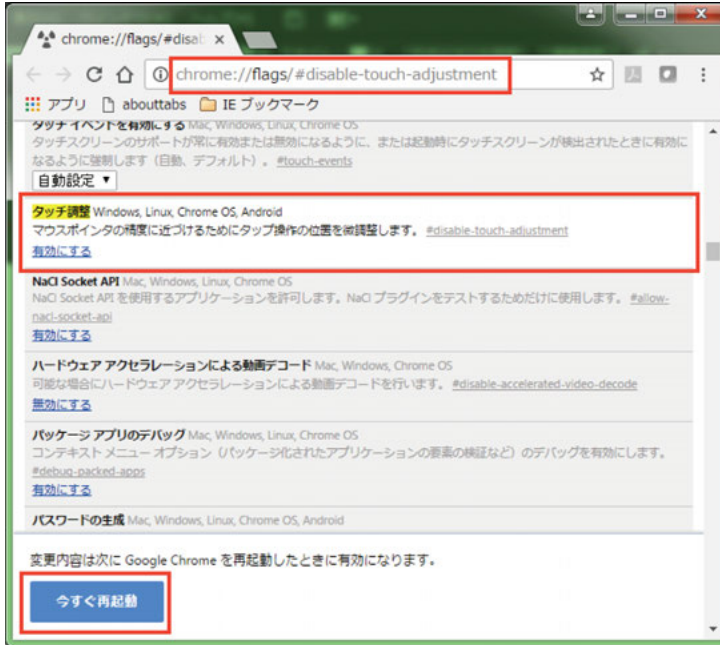 chrome://flags/#disab
chrome://flags/#disable-touch-adjustment
アプリ abouttabs IE ブックマーク
タッチ イベントを有効にする Mac, Windows, Linux, Chrome OS
タッチスクリーンのサポートが常に有効または無効になるように、または起動時にタッチスクリーンが検出されたときに有効に
なるように強制します（自動、デフォルト）。 #touch-events
自動設定
タッチ調整 Windows, Linux, Chrome OS, Android
マウスポインタの精度に近づけるためにタップ操作の位置を微調整します。 #disable-touch-adjustment
有効にする
NaCl Socket API Mac, Windows, Linux, Chrome OS
NaCl Socket API を使用するアプリケーションを許可します。NaCl プラグインをテストするためだけに使用します。 #allow-
nacl-socket-api
有効にする
ハードウェア アクセラレーションによる動画デコード Mac, Windows, Chrome OS
可能な場合にハードウェア アクセラレーションによる動画デコードを行います。 #disable-accelerated-video-decode
無効にする
パッケージ アプリのデバッグ Mac, Windows, Linux, Chrome OS
コンテキスト メニュー オプション（パッケージ化されたアプリケーションの要素の検証など）のデバッグを有効にします。
#debug-packed-apps
有効にする
パスワードの生成 Mac, Windows, Linux, Chrome OS, Android
変更内容は次に Google Chrome を再起動したときに有効になります。
今すぐ再起動